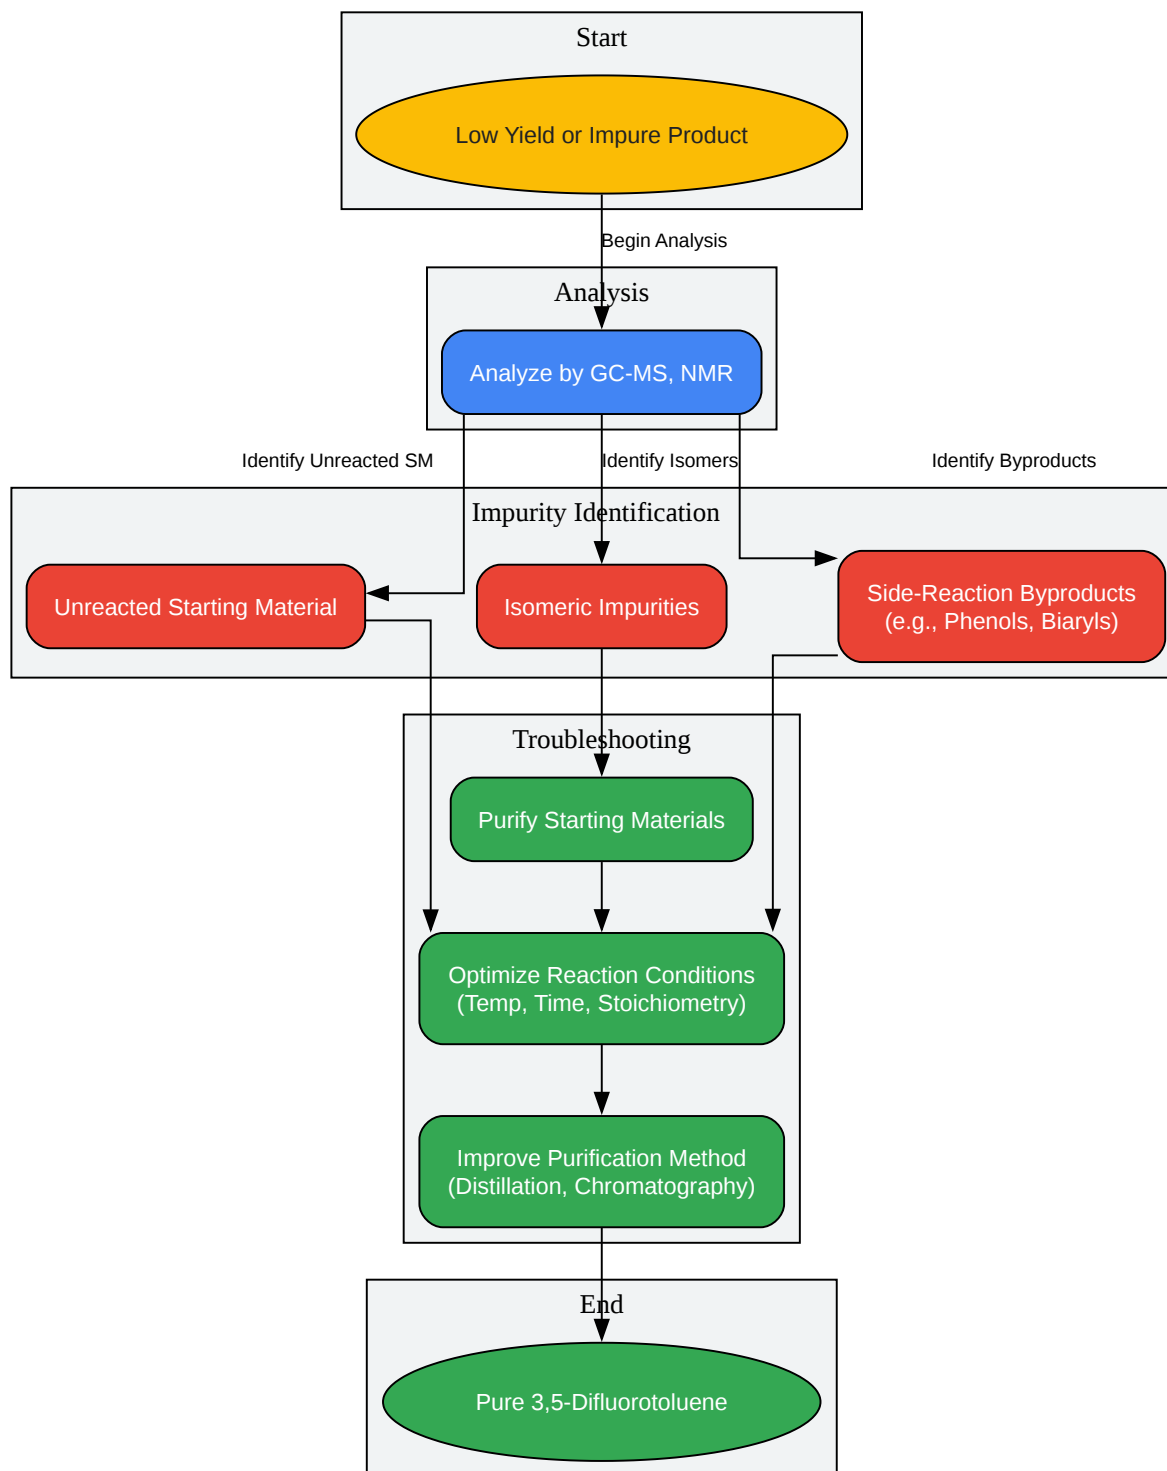 Start
Low Yield or Impure Product
Begin Analysis
Analysis
Analyze by GC-MS, NMR
Identify Unreacted SM
Identify Isomers
Identify Byproducts
Impurity Identification
Unreacted Starting Material
Isomeric Impurities
Side-Reaction Byproducts
(e.g., Phenols, Biaryls)
Troubleshooting
Purify Starting Materials
Optimize Reaction Conditions
(Temp, Time, Stoichiometry)
Improve Purification Method
(Distillation, Chromatography)
End
Pure 3,5-Difluorotoluene